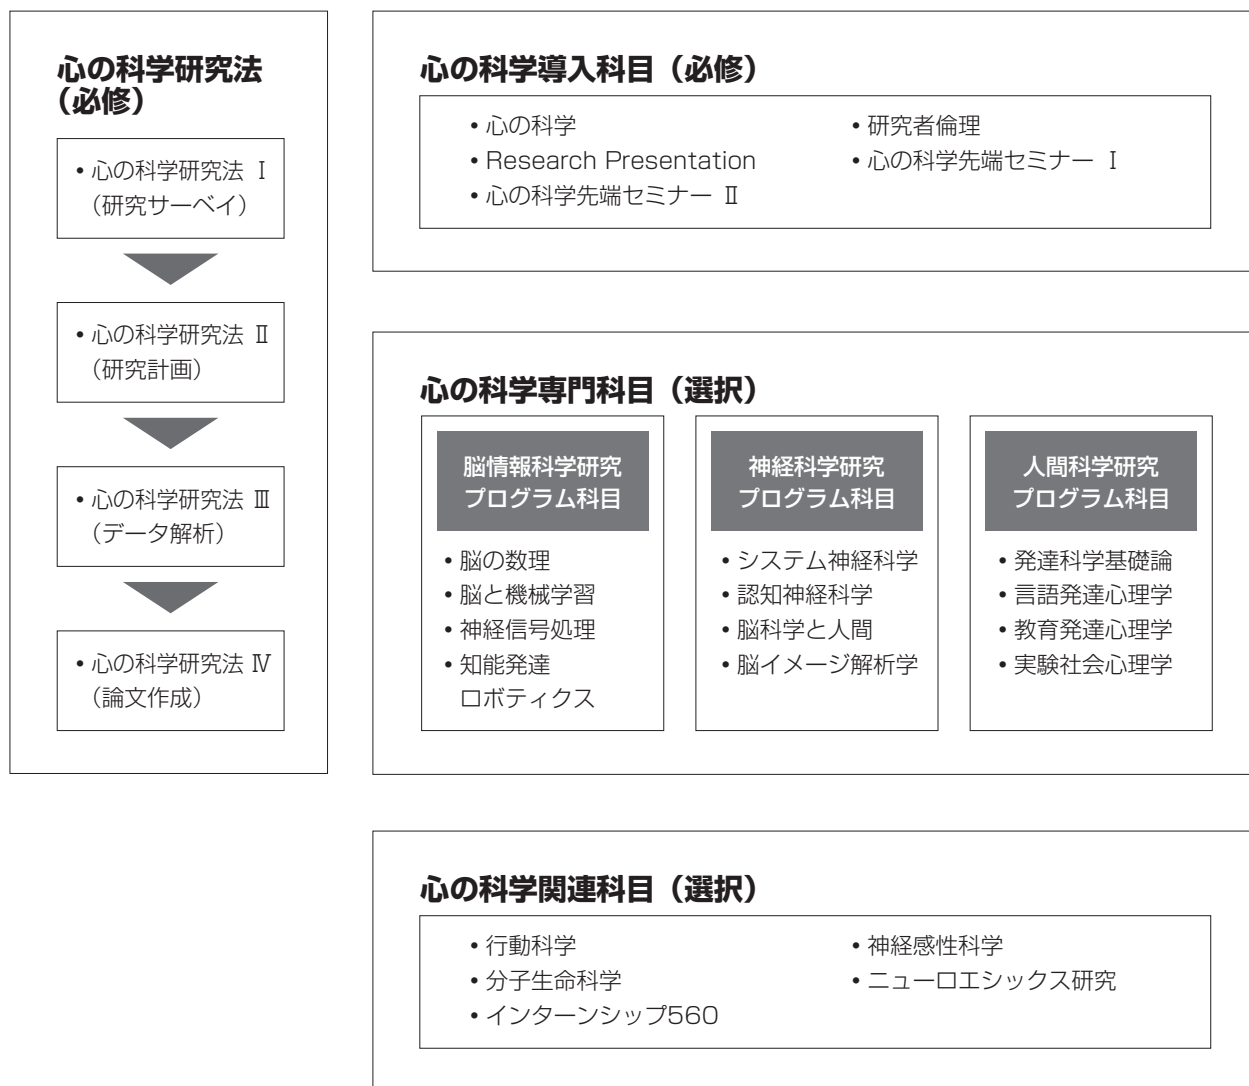 心の科学研究法
（必修）
• 心の科学研究法 Ⅰ
（研究サーベイ）
• 心の科学研究法 Ⅱ
（研究計画）
• 心の科学研究法 Ⅲ
（データ解析）
• 心の科学研究法 Ⅳ
（論文作成）
心の科学導入科目（必修）
• 心の科学
• 研究者倫理
• Research Presentation
• 心の科学先端セミナー Ⅰ
• 心の科学先端セミナー Ⅱ
心の科学専門科目（選択）
脳情報科学研究
プログラム科目
• 脳の数理
• 脳と機械学習
• 神経信号処理
• 知能発達
ロボティクス
神経科学研究
プログラム科目
• システム神経科学
• 認知神経科学
• 脳科学と人間
• 脳イメージ解析学
人間科学研究
プログラム科目
• 発達科学基礎論
• 言語発達心理学
• 教育発達心理学
• 実験社会心理学
心の科学関連科目（選択）
• 行動科学
• 神経感性科学
• 分子生命科学
• ニューロエシックス研究
• インターンシップ560